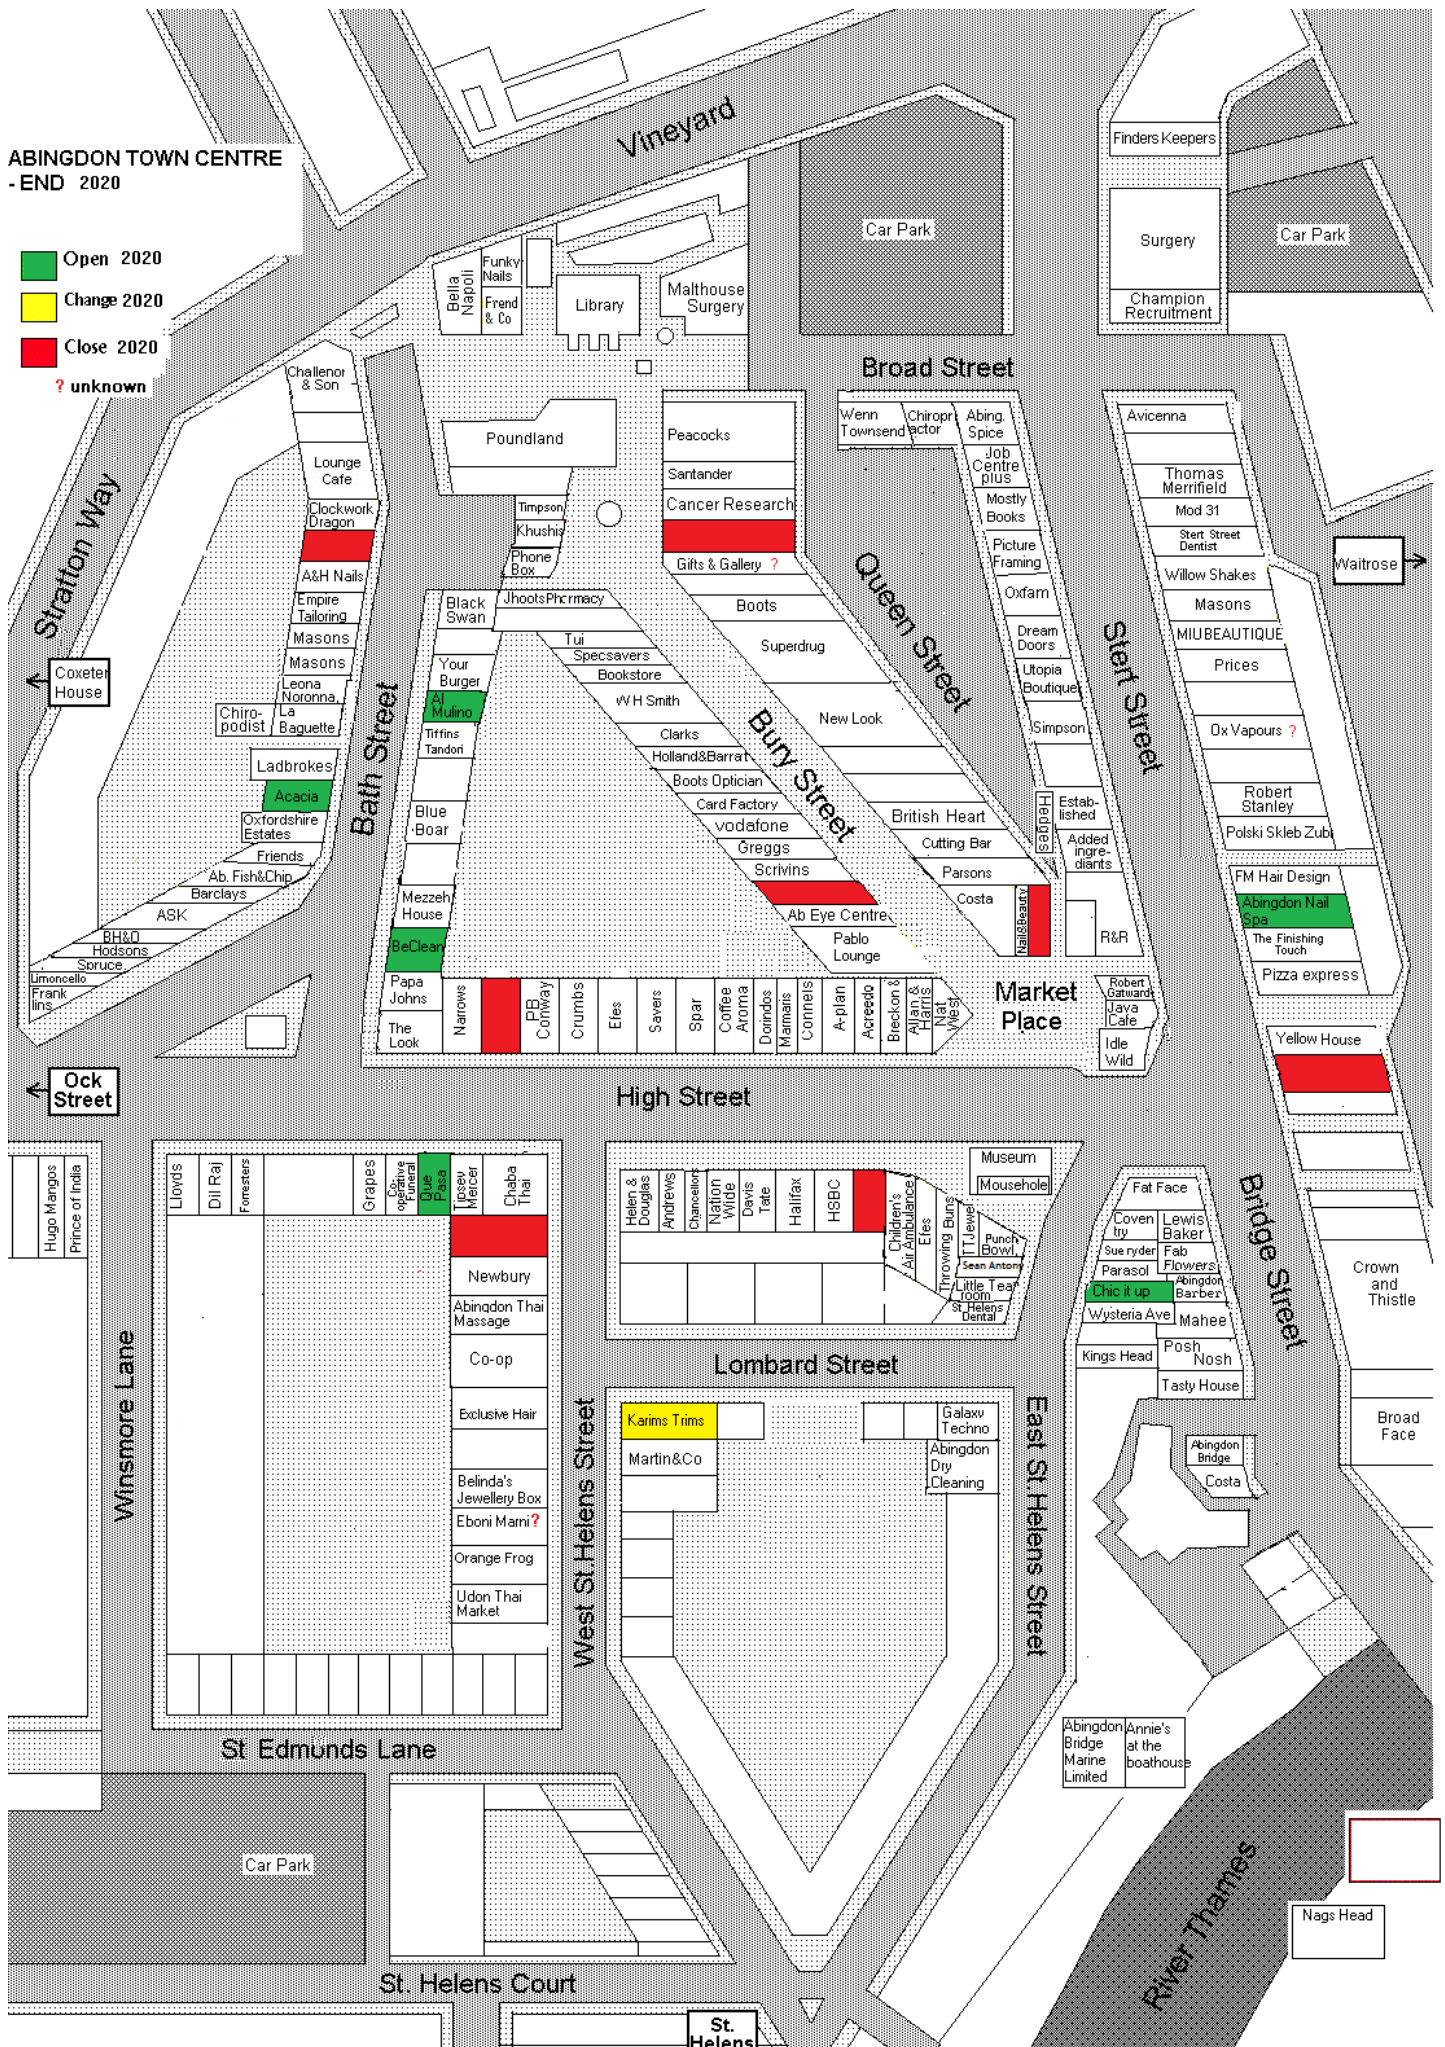 Vineyard
ABINGDON TOWN CENTRE
- END 2020
Open 2020
Change 2020
Close 2020
? unknown
Finders Keepers
Surgery
Champion
Recruitment
Car Park
Car Park
Bella
Napoli
Funky
Nails
Frend
& Co
Library
Malthouse
Surgery
Broad Street
Stratton Way
Challenor
& Son
Lounge
Cafe
Clockwork
Dragon
A&H Nails
Empire
Tailoring
Masons
Masons
Leona
Noronna
La
Baguette
Chiro-
podist
Coxeter
House
Ladbrokes
Acacia
Oxfordshire
Estates
Friends
Ab. Fish&Chip
Barclays
ASK
BH&O
Hodsons
Spruce
Limoncello
Frank
lins
Bath Street
Poundland
Timpson
Khushis
Phone
Box
Black
Swan
Jhoots Pharmacy
Your
Burger
Al
Mulino
Tiffins
Tandori
Blue
Boar
Mezzeh
House
BeClean
Papa
Johns
The
Look
Tui
Specsavers
Bookstore
W H Smith
Clarks
Holland&Barrat
Boots Optician
Card Factory
vodafone
Greggs
Scrivins
Ab Eye Centre
Pablo
Lounge
Bury Street
Peacocks
Santander
Cancer Research
Gifts & Gallery ?
Boots
Superdrug
New Look
British Heart
Cutting Bar
Parsons
Costa
Nail&Beauty
Queen Street
Wenn
Townsend
Chiropr
actor
Abing.
Spice
Job
Centre
plus
Mostly
Books
Picture
Framing
Oxfam
Dream
Doors
Utopia
Boutique
Simpson
Hedges
Estab-
lished
Added
ingre-
diants
R&R
Stert Street
Avicenna
Thomas
Merrifield
Mod 31
Stert Street
Dentist
Willow Shakes
Masons
MIUBEAUTIQUE
Prices
Ox Vapours ?
Robert
Stanley
Polski Skleb Zubi
FM Hair Design
Abingdon Nail
Spa
The Finishing
Touch
Pizza express
Yellow House
Waitrose
Narrows
PB
Conway
Crumbs
Efes
Savers
Spar
Coffee
Aroma
Dorindos
Marmaris
Connels
A-plan
Acreedo
Breckon &
Allan &
Harris
Nat
West
Market
Place
Robert
Gatward
Java
Cafe
Idle
Wild
Ock
Street
High Street
Hugo Mangos
Prince of India
Winsmore Lane
Lloyds
Dil Raj
Forresters
Grapes
Co-
operative
Funeral
Que
Pasa
Tipsey
Mercer
Chaba
Thai
Newbury
Abingdon Thai
Massage
Co-op
Exclusive Hair
Belinda's
Jewellery Box
Eboni Marni ?
Orange Frog
Udon Thai
Market
West St.Helens Street
Helen &
Douglas
Andrews
Chancellors
Nation
Wide
Davis
Tate
Halifax
HSBC
Children's
Air Ambulance
Efes
Throwing Buns
TTJewel
Punch
Bowl
Sean Antony
Little Tea
room
St Helens
Dental
Museum
Mousehole
Lombard Street
Karims Trims
Martin&Co
Galaxy
Techno
Abingdon
Dry
Cleaning
East St.Helens Street
Fat Face
Coven
try
Lewis
Baker
Sue ryder
Fab
Flowers
Parasol
Chic it up
Abingdon
Barber
Wysteria Ave
Mahee
Kings Head
Posh
Nosh
Tasty House
Bridge Street
Crown
and
Thistle
Broad
Face
Abingdon
Bridge
Costa
St Edmunds Lane
Car Park
Abingdon
Bridge
Marine
Limited
Annie's
at the
boathouse
River Thames
Nags Head
St. Helens Court
St.
Helens